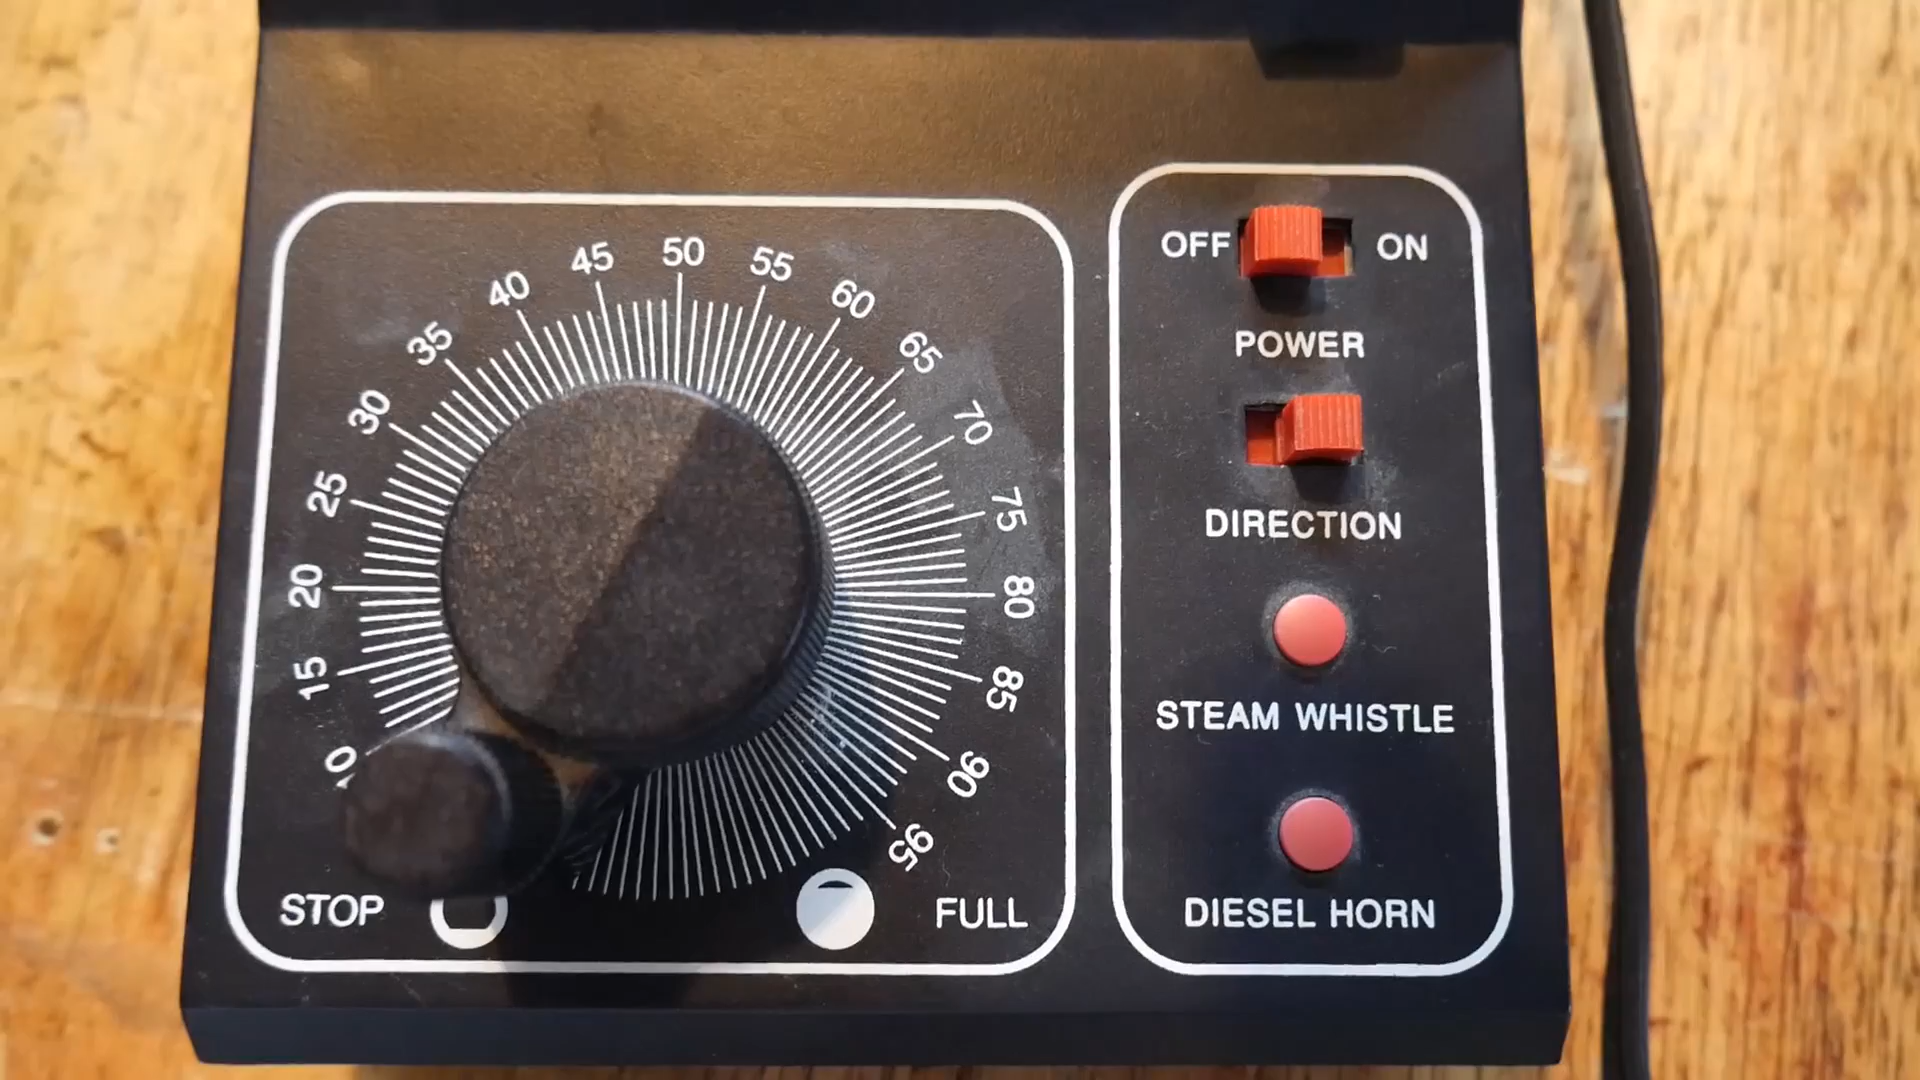 45 50 55
40 60
35 65
30 70
25 75
20 80
15 85
10 90
95
STOP FULL
OFF ON
POWER
DIRECTION
STEAM WHISTLE
DIESEL HORN